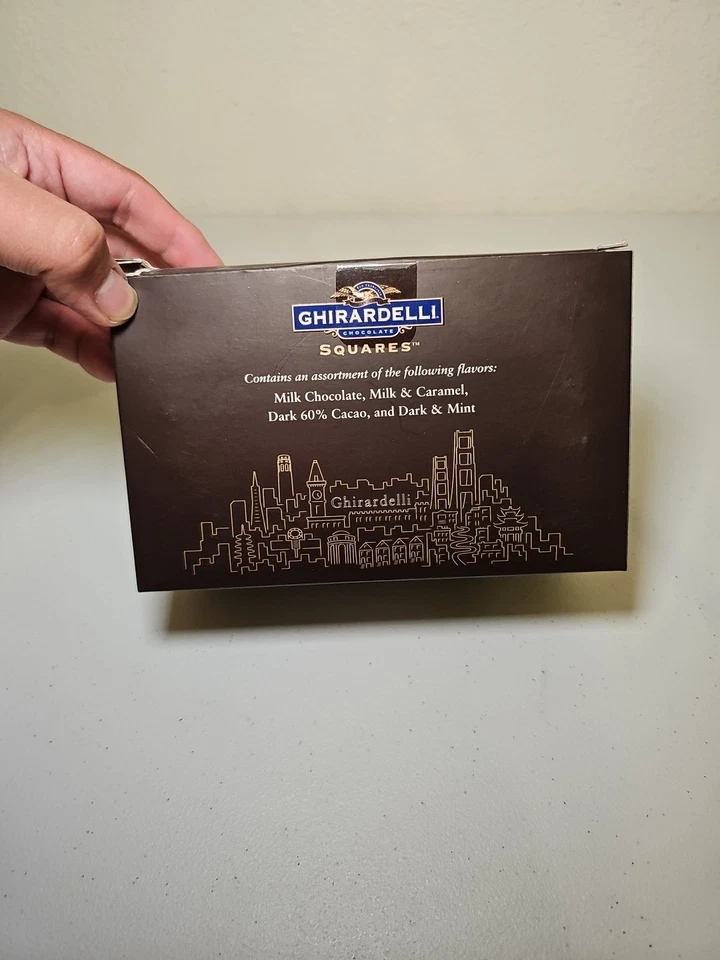 GHIRARDELLI
CHOCOLATE
SQUARES™
Contains an assortment of the following flavors:
Milk Chocolate, Milk & Caramel,
Dark 60% Cacao, and Dark & Mint
Ghirardelli